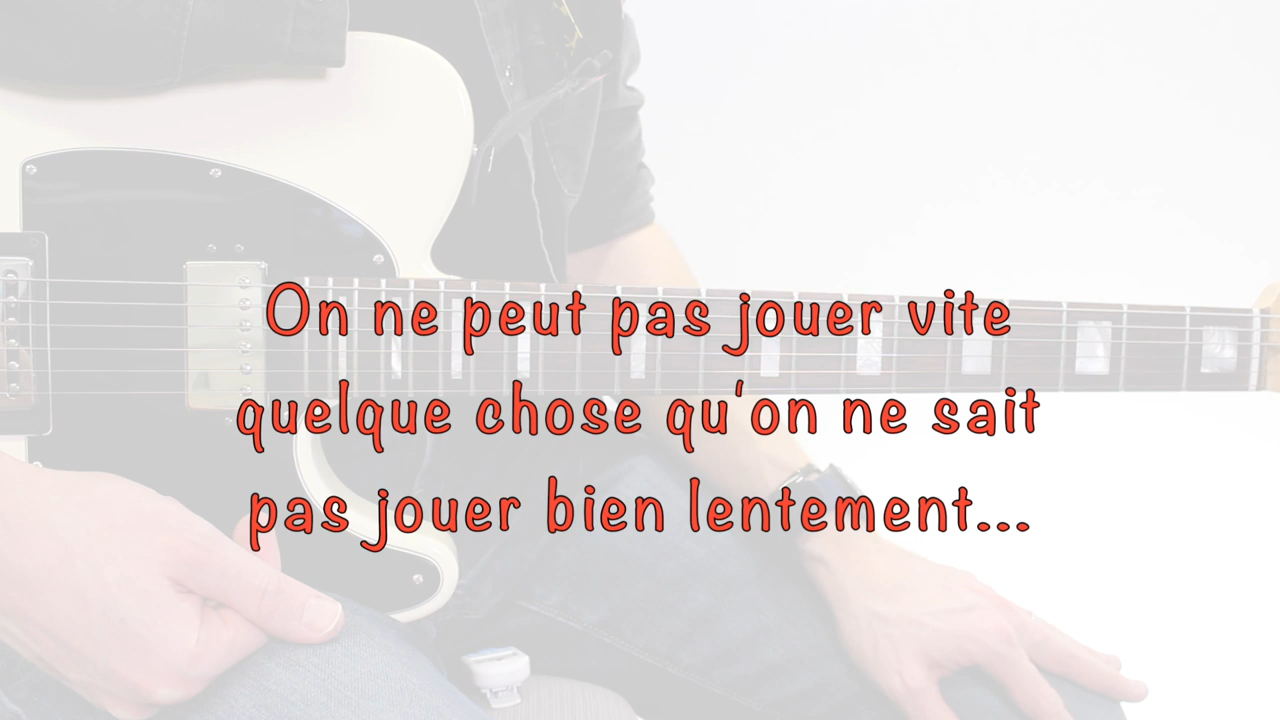 On ne peut pas jouer vite
quelque chose qu'on ne sait
pas jouer bien lentement...